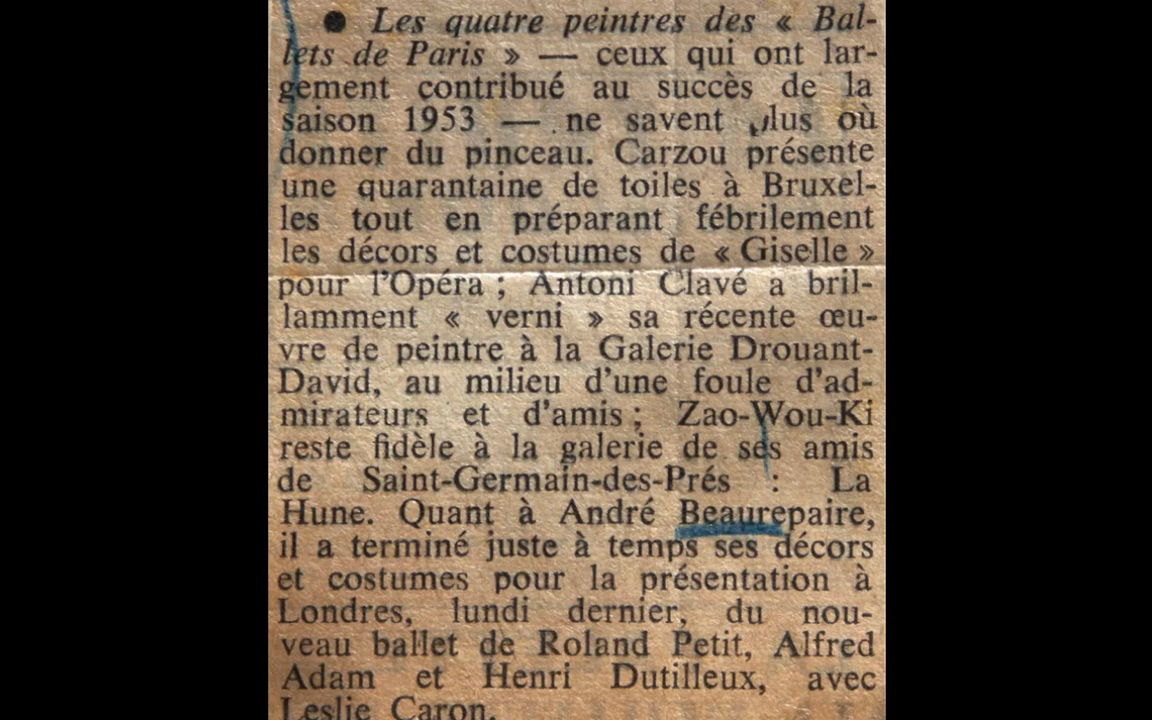 ● Les quatre peintres des « Bal-
lets de Paris » — ceux qui ont lar-
gement contribué au succès de la
saison 1953 — ne savent plus où
donner du pinceau. Carzou présente
une quarantaine de toiles à Bruxel-
les tout en préparant fébrilement
les décors et costumes de « Giselle »
pour l'Opéra ; Antoni Clavé a bril-
lamment « verni » sa récente œu-
vre de peintre à la Galerie Drouant-
David, au milieu d'une foule d'ad-
mirateurs et d'amis ; Zao-Wou-Ki
reste fidèle à la galerie de ses amis
de Saint-Germain-des-Prés : La
Hune. Quant à André Beaurepaire,
il a terminé juste à temps ses décors
et costumes pour la présentation à
Londres, lundi dernier, du nou-
veau ballet de Roland Petit, Alfred
Adam et Henri Dutilleux, avec
Leslie Caron.